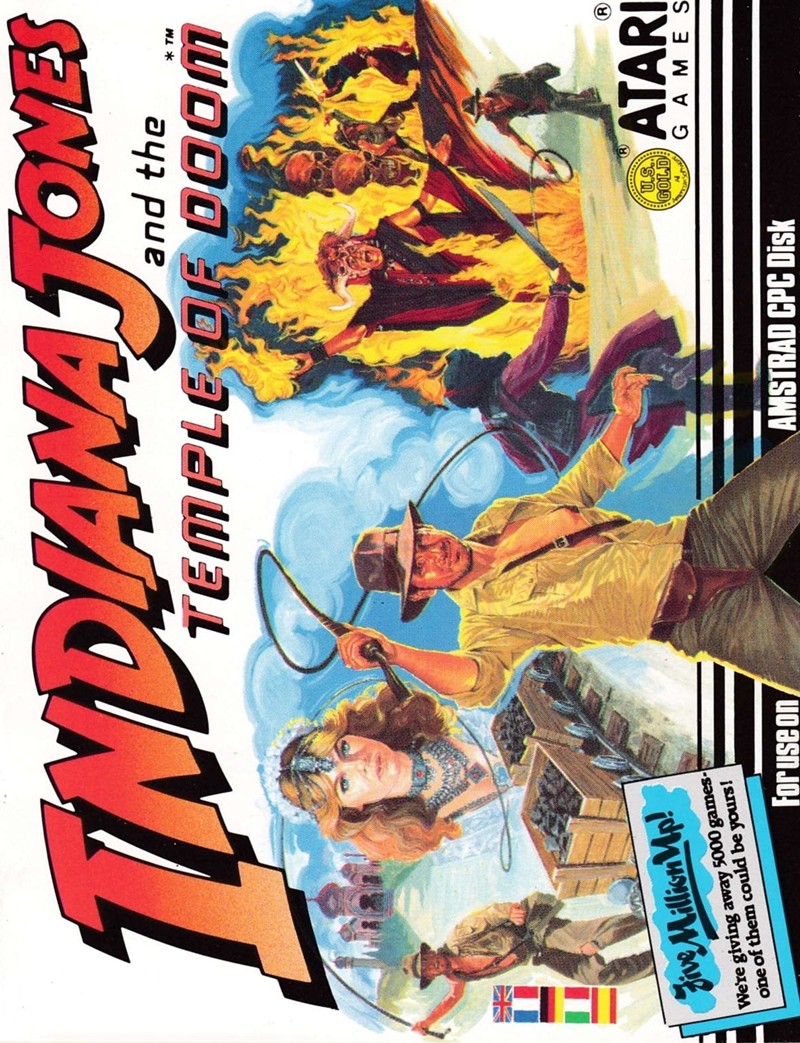 INDIANA JONES
and the
TEMPLE OF DOOM
*™
®
ATARI®
GAMES
U.S.
GOLD
Five Million Up!
We're giving away 5000 games-
one of them could be yours!
For use on
AMSTRAD CPC Disk